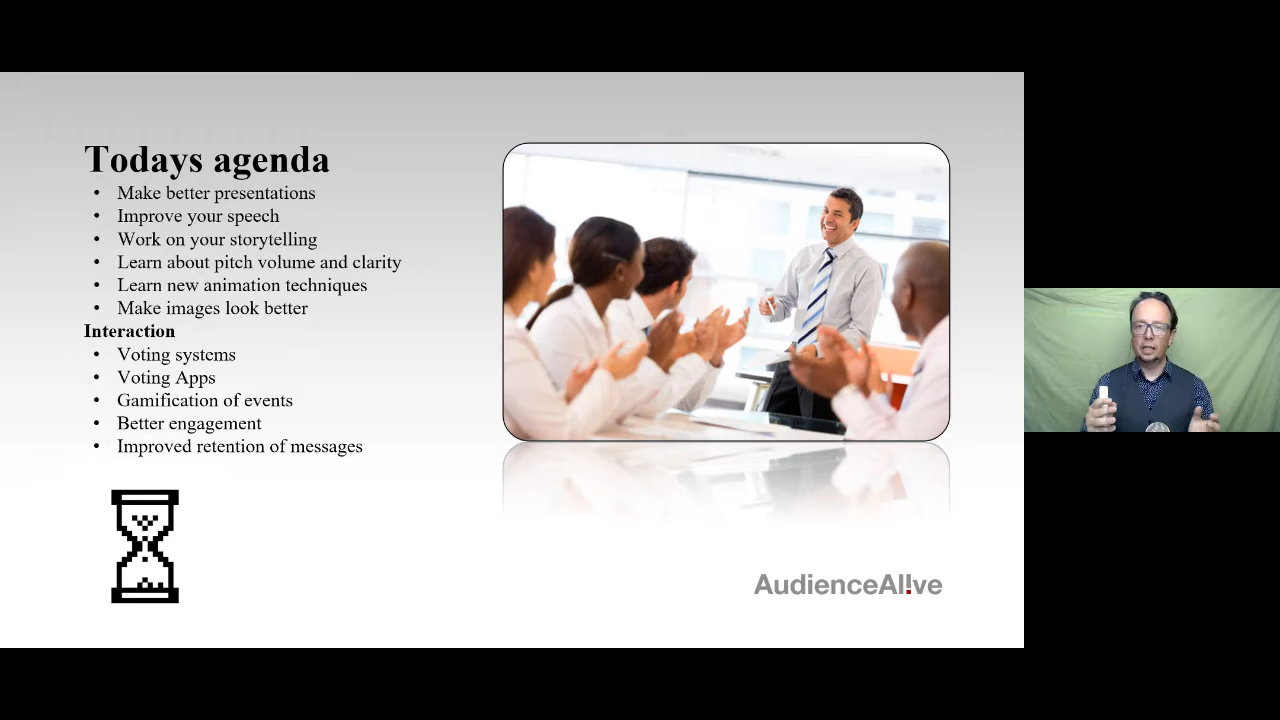 Todays agenda
• Make better presentations
• Improve your speech
• Work on your storytelling
• Learn about pitch volume and clarity
• Learn new animation techniques
• Make images look better
Interaction
• Voting systems
• Voting Apps
• Gamification of events
• Better engagement
• Improved retention of messages
AudienceAl!ve